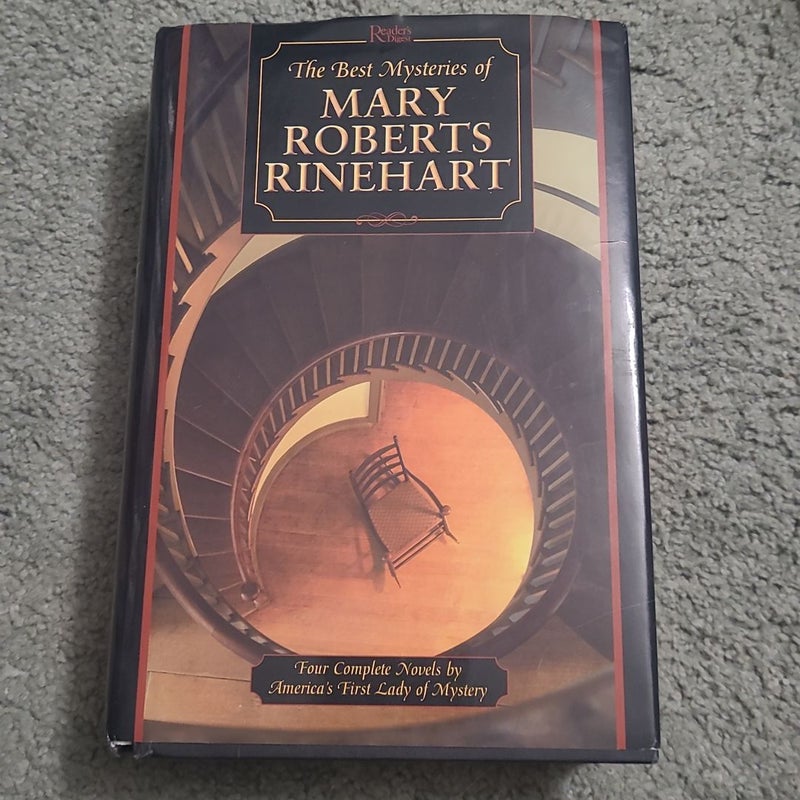 Reader's
Digest
The Best Mysteries of
MARY
ROBERTS
RINEHART
Four Complete Novels by
America's First Lady of Mystery